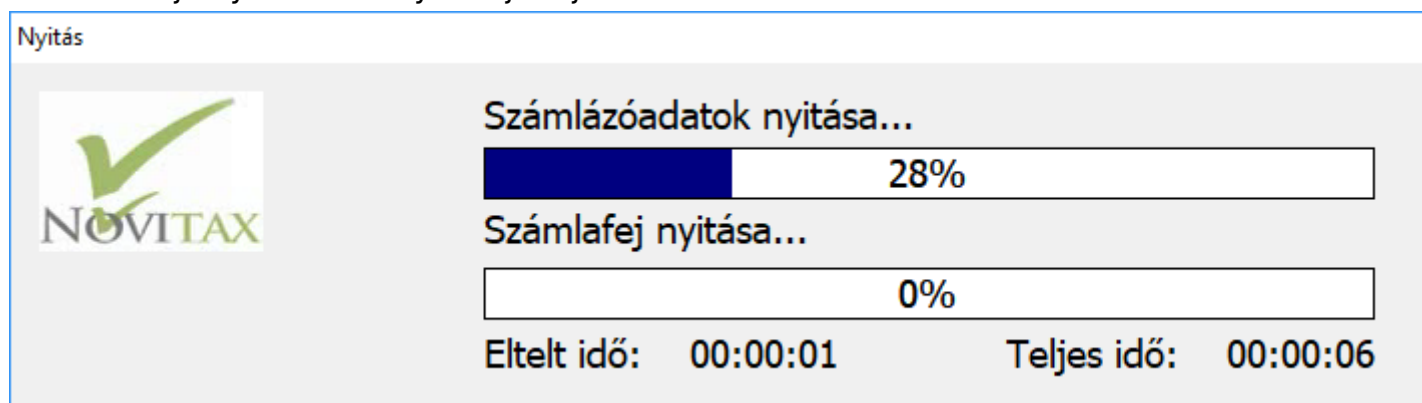 Nyitás
NOVITAX
Számlázóadatok nyitása...
28%
Számlafej nyitása...
0%
Eltelt idő: 00:00:01 Teljes idő: 00:00:06